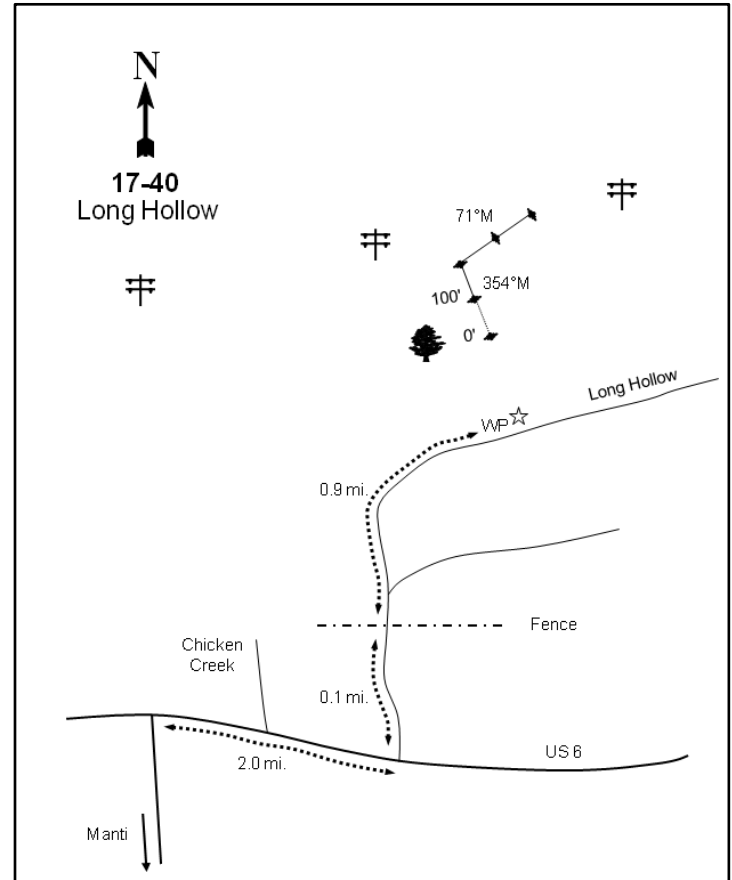 N
17-40
Long Hollow
71°M
354°M
100'
0'
Long Hollow
WP
0.9 mi.
Fence
Chicken
Creek
0.1 mi.
US 6
2.0 mi.
Manti